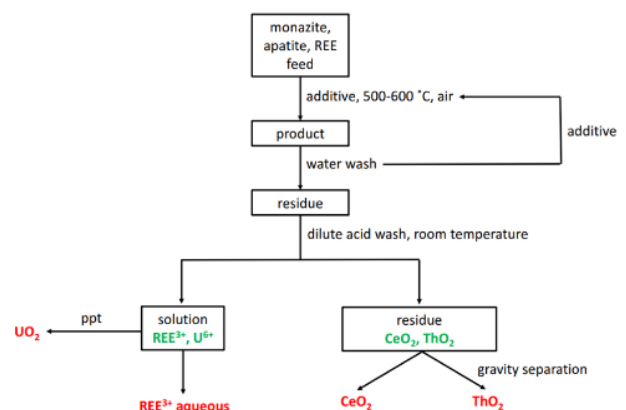 monazite,
apatite, REE
feed
additive, 500-600 ˚C, air
additive
product
water wash
residue
dilute acid wash, room temperature
ppt
UO₂
solution
REE³⁺, U⁶⁺
residue
CeO₂, ThO₂
gravity separation
REE³⁺ aqueous
CeO₂
ThO₂